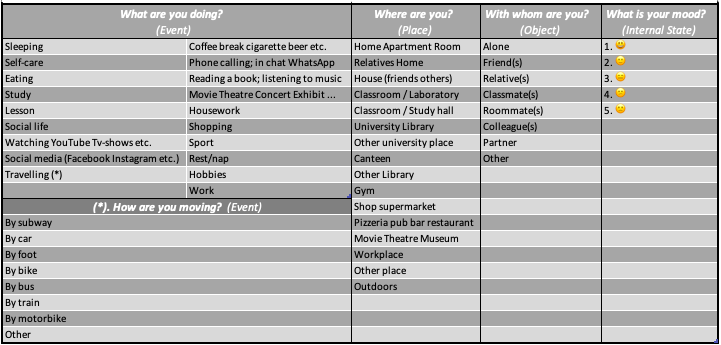 What are you doing? Where are you? With whom are you? What is your mood?
(Event) (Place) (Object) (Internal State)
Sleeping Coffee break cigarette beer etc. Home Apartment Room Alone 1. 😀
Self-care Phone calling; in chat WhatsApp Relatives Home Friend(s) 2. 🙂
Eating Reading a book; listening to music House (friends others) Relative(s) 3. 😐
Study Movie Theatre Concert Exhibit ... Classroom / Laboratory Classmate(s) 4. 🙁
Lesson Housework Classroom / Study hall Roommate(s) 5. ☹️
Social life Shopping University Library Colleague(s)
Watching YouTube Tv-shows etc. Sport Other university place Partner
Social media (Facebook Instagram etc.) Rest/nap Canteen Other
Travelling (*) Hobbies Other Library
Work Gym
(*). How are you moving? (Event) Shop supermarket
By subway Pizzeria pub bar restaurant
By car Movie Theatre Museum
By foot Workplace
By bike Other place
By bus Outdoors
By train
By motorbike
Other